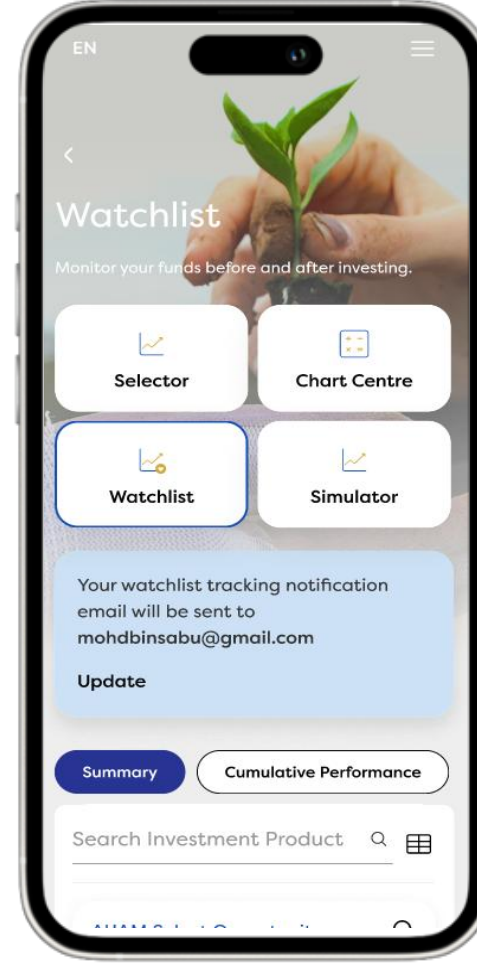 EN
Watchlist
Monitor your funds before and after investing.
Selector
Chart Centre
Watchlist
Simulator
Your watchlist tracking notification
email will be sent to
mohdbinsabu@gmail.com
Update
Summary
Cumulative Performance
Search Investment Product